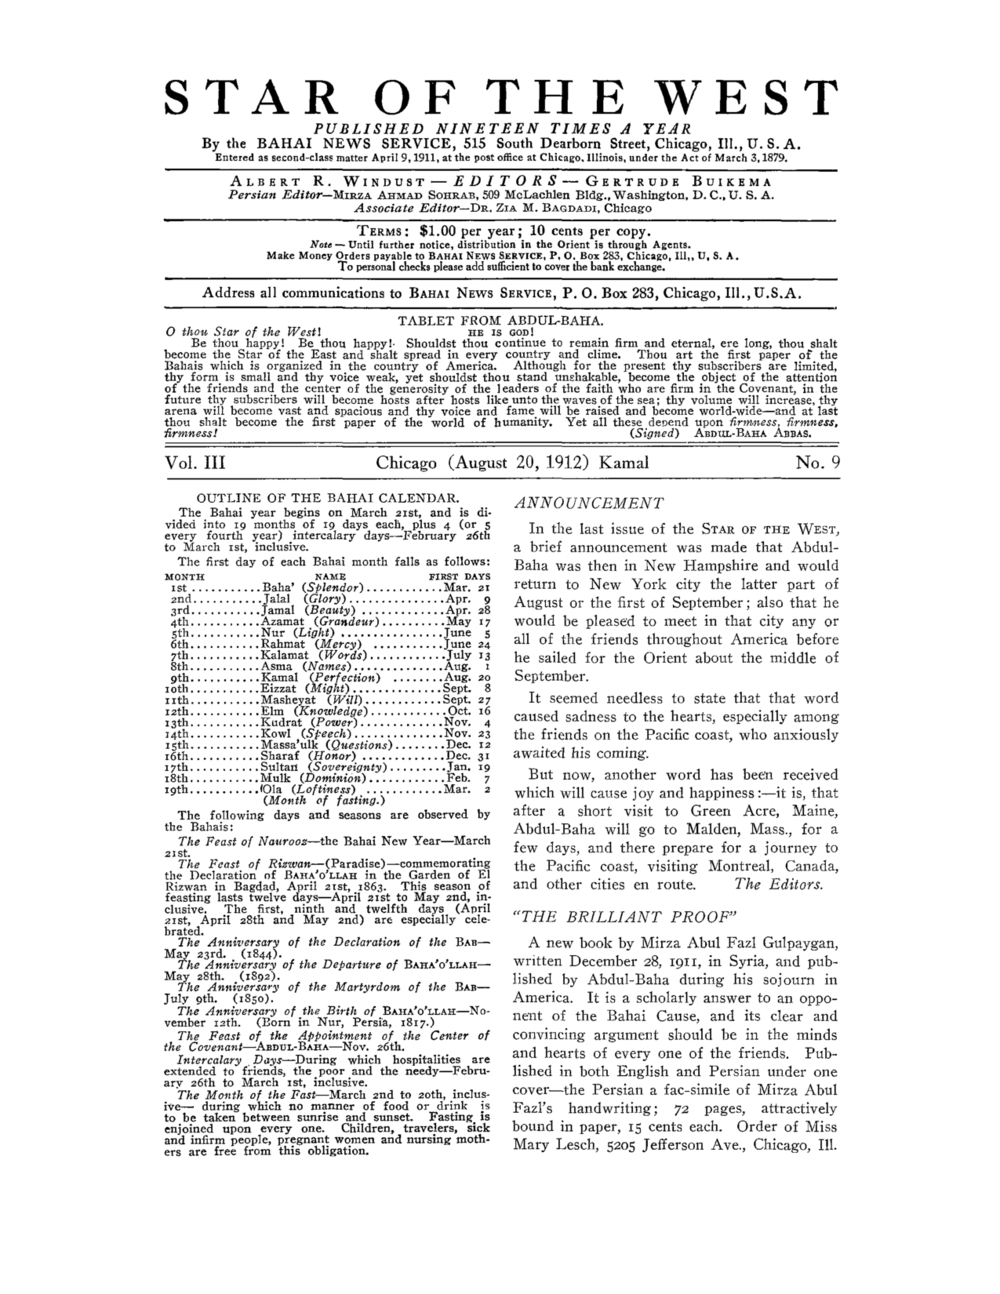 STAR OF THE WEST
PUBLISHED NINETEEN TIMES A YEAR
By the BAHAI NEWS SERVICE, 515 South Dearborn Street, Chicago, Ill., U. S. A.
Entered as second-class matter April 9, 1911, at the post office at Chicago, Illinois, under the Act of March 3, 1879.
ALBERT R. WINDUST — EDITORS — GERTRUDE BUIKEMA
Persian Editor—MIRZA AHMAD SOHRAB, 509 McLachlen Bldg., Washington, D. C., U. S. A.
Associate Editor—DR. ZIA M. BAGDADI, Chicago
TERMS: $1.00 per year; 10 cents per copy.
Note — Until further notice, distribution in the Orient is through Agents.
Make Money Orders payable to BAHAI NEWS SERVICE, P. O. Box 283, Chicago, Ill., U, S. A.
To personal checks please add sufficient to cover the bank exchange.
Address all communications to BAHAI NEWS SERVICE, P. O. Box 283, Chicago, Ill., U.S.A.
TABLET FROM ABDUL-BAHA.
O thou Star of the West! HE IS GOD!
Be thou happy! Be thou happy! Shouldst thou continue to remain firm and eternal, ere long, thou shalt
become the Star of the East and shalt spread in every country and clime. Thou art the first paper of the
Bahais which is organized in the country of America. Although for the present thy subscribers are limited,
thy form is small and thy voice weak, yet shouldst thou stand unshakable, become the object of the attention
of the friends and the center of the generosity of the leaders of the faith who are firm in the Covenant, in the
future thy subscribers will become hosts after hosts like unto the waves of the sea; thy volume will increase, thy
arena will become vast and spacious and thy voice and fame will be raised and become world-wide—and at last
thou shalt become the first paper of the world of humanity. Yet all these depend upon firmness, firmness,
firmness! (Signed) ABDUL-BAHA ABBAS.
Vol. III Chicago (August 20, 1912) Kamal No. 9
OUTLINE OF THE BAHAI CALENDAR.
The Bahai year begins on March 21st, and is di-
vided into 19 months of 19 days each, plus 4 (or 5
every fourth year) intercalary days—February 26th
to March 1st, inclusive.
The first day of each Bahai month falls as follows:
MONTH NAME FIRST DAYS
1st ...........Baha' (Splendor)............Mar. 21
2nd...........Jalal (Glory)...............Apr. 9
3rd...........Jamal (Beauty) .............Apr. 28
4th...........Azamat (Grandeur)..........May 17
5th...........Nur (Light) ................June 5
6th...........Rahmat (Mercy) ...........June 24
7th...........Kalamat (Words)............July 13
8th...........Asma (Names)..............Aug. 1
9th...........Kamal (Perfection) ........Aug. 20
10th...........Eizzat (Might)..............Sept. 8
11th...........Masheyat (Will)............Sept. 27
12th...........Elm (Knowledge)............Oct. 16
13th...........Kudrat (Power).............Nov. 4
14th...........Kowl (Speech)..............Nov. 23
15th...........Massa'ulk (Questions)........Dec. 12
16th...........Sharaf (Honor) .............Dec. 31
17th...........Sultan (Sovereignty).........Jan. 19
18th...........Mulk (Dominion)............Feb. 7
19th...........Ola (Loftiness) ............Mar. 2
(Month of fasting.)
The following days and seasons are observed by
the Bahais:
The Feast of Naurooz—the Bahai New Year—March
21st.
The Feast of Rizwan—(Paradise)—commemorating
the Declaration of BAHA'O'LLAH in the Garden of El
Rizwan in Bagdad, April 21st, 1863. This season of
feasting lasts twelve days—April 21st to May 2nd, in-
clusive. The first, ninth and twelfth days (April
21st, April 28th and May 2nd) are especially cele-
brated.
The Anniversary of the Declaration of the BAB—
May 23rd. (1844).
The Anniversary of the Departure of BAHA'O'LLAH—
May 28th. (1892).
The Anniversary of the Martyrdom of the BAB—
July 9th. (1850).
The Anniversary of the Birth of BAHA'O'LLAH—No-
vember 12th. (Born in Nur, Persia, 1817.)
The Feast of the Appointment of the Center of
the Covenant—ABDUL-BAHA—Nov. 26th.
Intercalary Days—During which hospitalities are
extended to friends, the poor and the needy—Febru-
ary 26th to March 1st, inclusive.
The Month of the Fast—March 2nd to 20th, inclus-
ive— during which no manner of food or drink is
to be taken between sunrise and sunset. Fasting is
enjoined upon every one. Children, travelers, sick
and infirm people, pregnant women and nursing moth-
ers are free from this obligation.
ANNOUNCEMENT
In the last issue of the STAR OF THE WEST,
a brief announcement was made that Abdul-
Baha was then in New Hampshire and would
return to New York city the latter part of
August or the first of September; also that he
would be pleased to meet in that city any or
all of the friends throughout America before
he sailed for the Orient about the middle of
September.
It seemed needless to state that that word
caused sadness to the hearts, especially among
the friends on the Pacific coast, who anxiously
awaited his coming.
But now, another word has been received
which will cause joy and happiness:—it is, that
after a short visit to Green Acre, Maine,
Abdul-Baha will go to Malden, Mass., for a
few days, and there prepare for a journey to
the Pacific coast, visiting Montreal, Canada,
and other cities en route. The Editors.
"THE BRILLIANT PROOF"
A new book by Mirza Abul Fazl Gulpaygan,
written December 28, 1911, in Syria, and pub-
lished by Abdul-Baha during his sojourn in
America. It is a scholarly answer to an oppo-
nent of the Bahai Cause, and its clear and
convincing argument should be in the minds
and hearts of every one of the friends. Pub-
lished in both English and Persian under one
cover—the Persian a fac-simile of Mirza Abul
Fazl's handwriting; 72 pages, attractively
bound in paper, 15 cents each. Order of Miss
Mary Lesch, 5205 Jefferson Ave., Chicago, Ill.